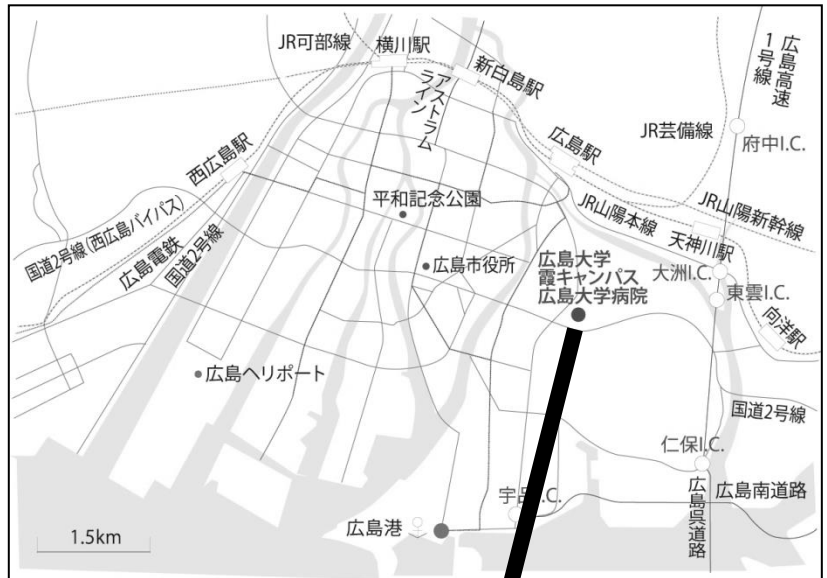 JR可部線
横川駅
アストラム
ライン
新白島駅
広島高速
1号線
JR芸備線
府中I.C.
広島駅
西広島駅
平和記念公園
JR山陽新幹線
JR山陽本線
天神川駅
国道2号線(西広島バイパス)
広島電鉄
国道2号線
広島市役所
広島大学
霞キャンパス
広島大学病院
大洲I.C.
東雲I.C.
向洋駅
広島ヘリポート
国道2号線
仁保I.C.
広島呉道路
広島南道路
広島港
1.5km